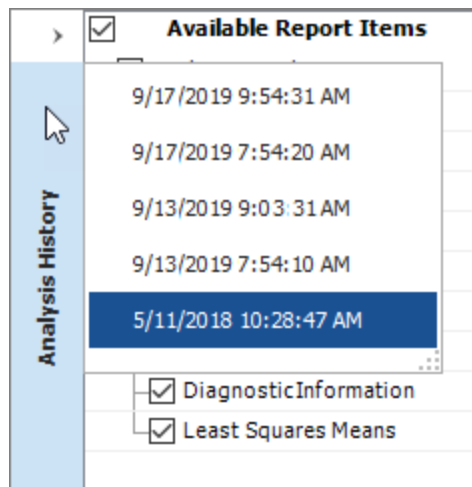 Available Report Items
9/17/2019 9:54:31 AM
9/17/2019 7:54:20 AM
9/13/2019 9:03:31 AM
9/13/2019 7:54:10 AM
5/11/2018 10:28:47 AM
Analysis History
DiagnosticInformation
Least Squares Means